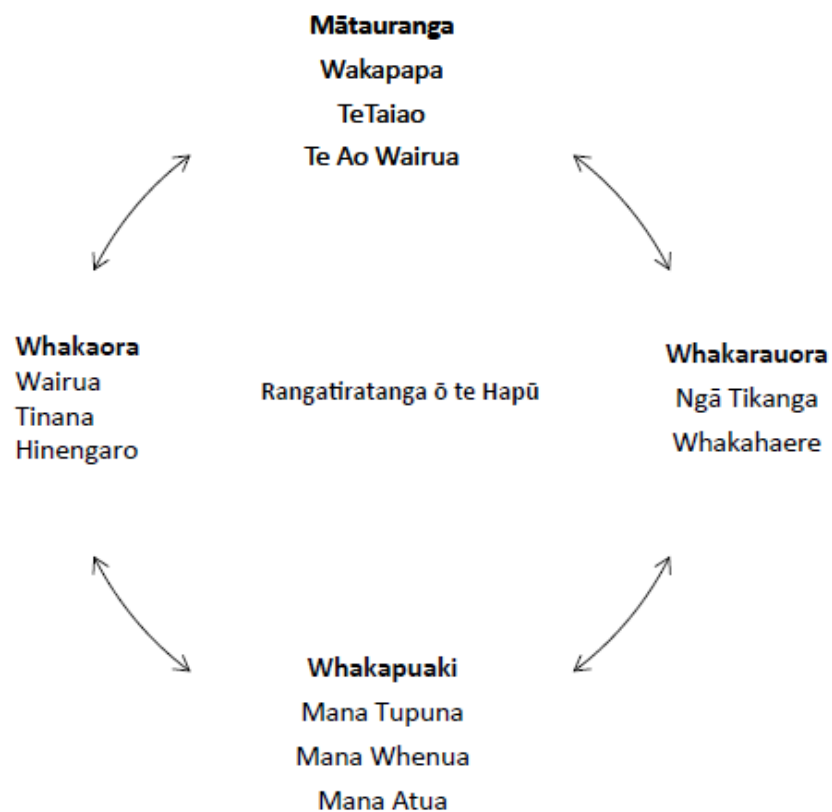 Mātauranga
Wakapapa
TeTaiao
Te Ao Wairua
Whakaora
Wairua
Tinana
Hinengaro
Rangatiratanga ō te Hapū
Whakarauora
Ngā Tikanga
Whakahaere
Whakapuaki
Mana Tupuna
Mana Whenua
Mana Atua